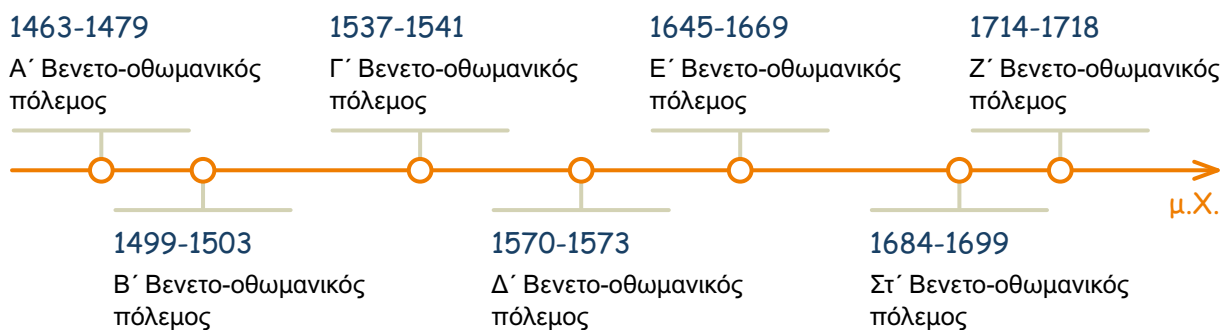 1463-1479
Α΄ Βενετο-οθωμανικός
πόλεμος
1537-1541
Γ΄ Βενετο-οθωμανικός
πόλεμος
1645-1669
Ε΄ Βενετο-οθωμανικός
πόλεμος
1714-1718
Ζ΄ Βενετο-οθωμανικός
πόλεμος
μ.Χ.
1499-1503
Β΄ Βενετο-οθωμανικός
πόλεμος
1570-1573
Δ΄ Βενετο-οθωμανικός
πόλεμος
1684-1699
Στ΄ Βενετο-οθωμανικός
πόλεμος